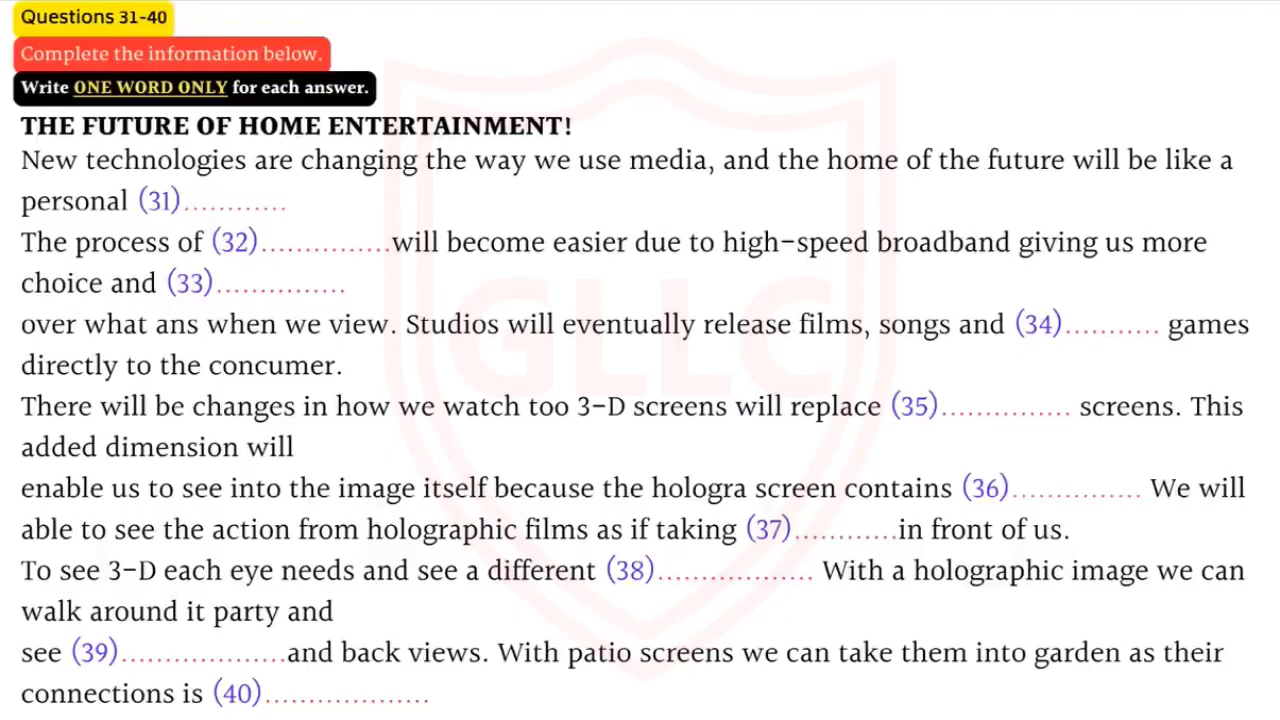 Questions 31-40
Complete the information below.
Write ONE WORD ONLY for each answer.
THE FUTURE OF HOME ENTERTAINMENT!
New technologies are changing the way we use media, and the home of the future will be like a
personal (31)............
The process of (32)...............will become easier due to high-speed broadband giving us more
choice and (33)...............
over what ans when we view. Studios will eventually release films, songs and (34)........... games
directly to the concumer.
There will be changes in how we watch too 3-D screens will replace (35)............... screens. This
added dimension will
enable us to see into the image itself because the hologra screen contains (36)............... We will
able to see the action from holographic films as if taking (37)............in front of us.
To see 3-D each eye needs and see a different (38).................. With a holographic image we can
walk around it party and
see (39)...................and back views. With patio screens we can take them into garden as their
connections is (40)...................
GLLC